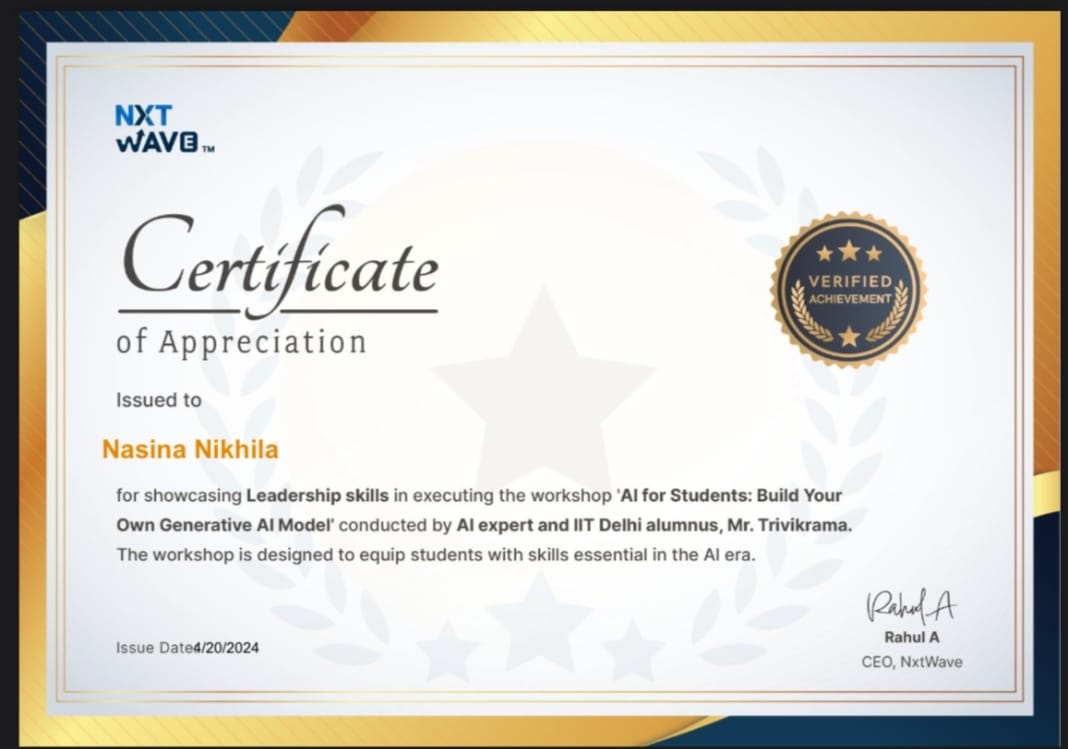 NXT
WAVE TM
Certificate
of Appreciation
VERIFIED
ACHIEVEMENT
Issued to
Nasina Nikhila
for showcasing Leadership skills in executing the workshop 'AI for Students: Build Your
Own Generative AI Model' conducted by AI expert and IIT Delhi alumnus, Mr. Trivikrama.
The workshop is designed to equip students with skills essential in the AI era.
Issue Date4/20/2024
Rahul A
Rahul A
CEO, NxtWave